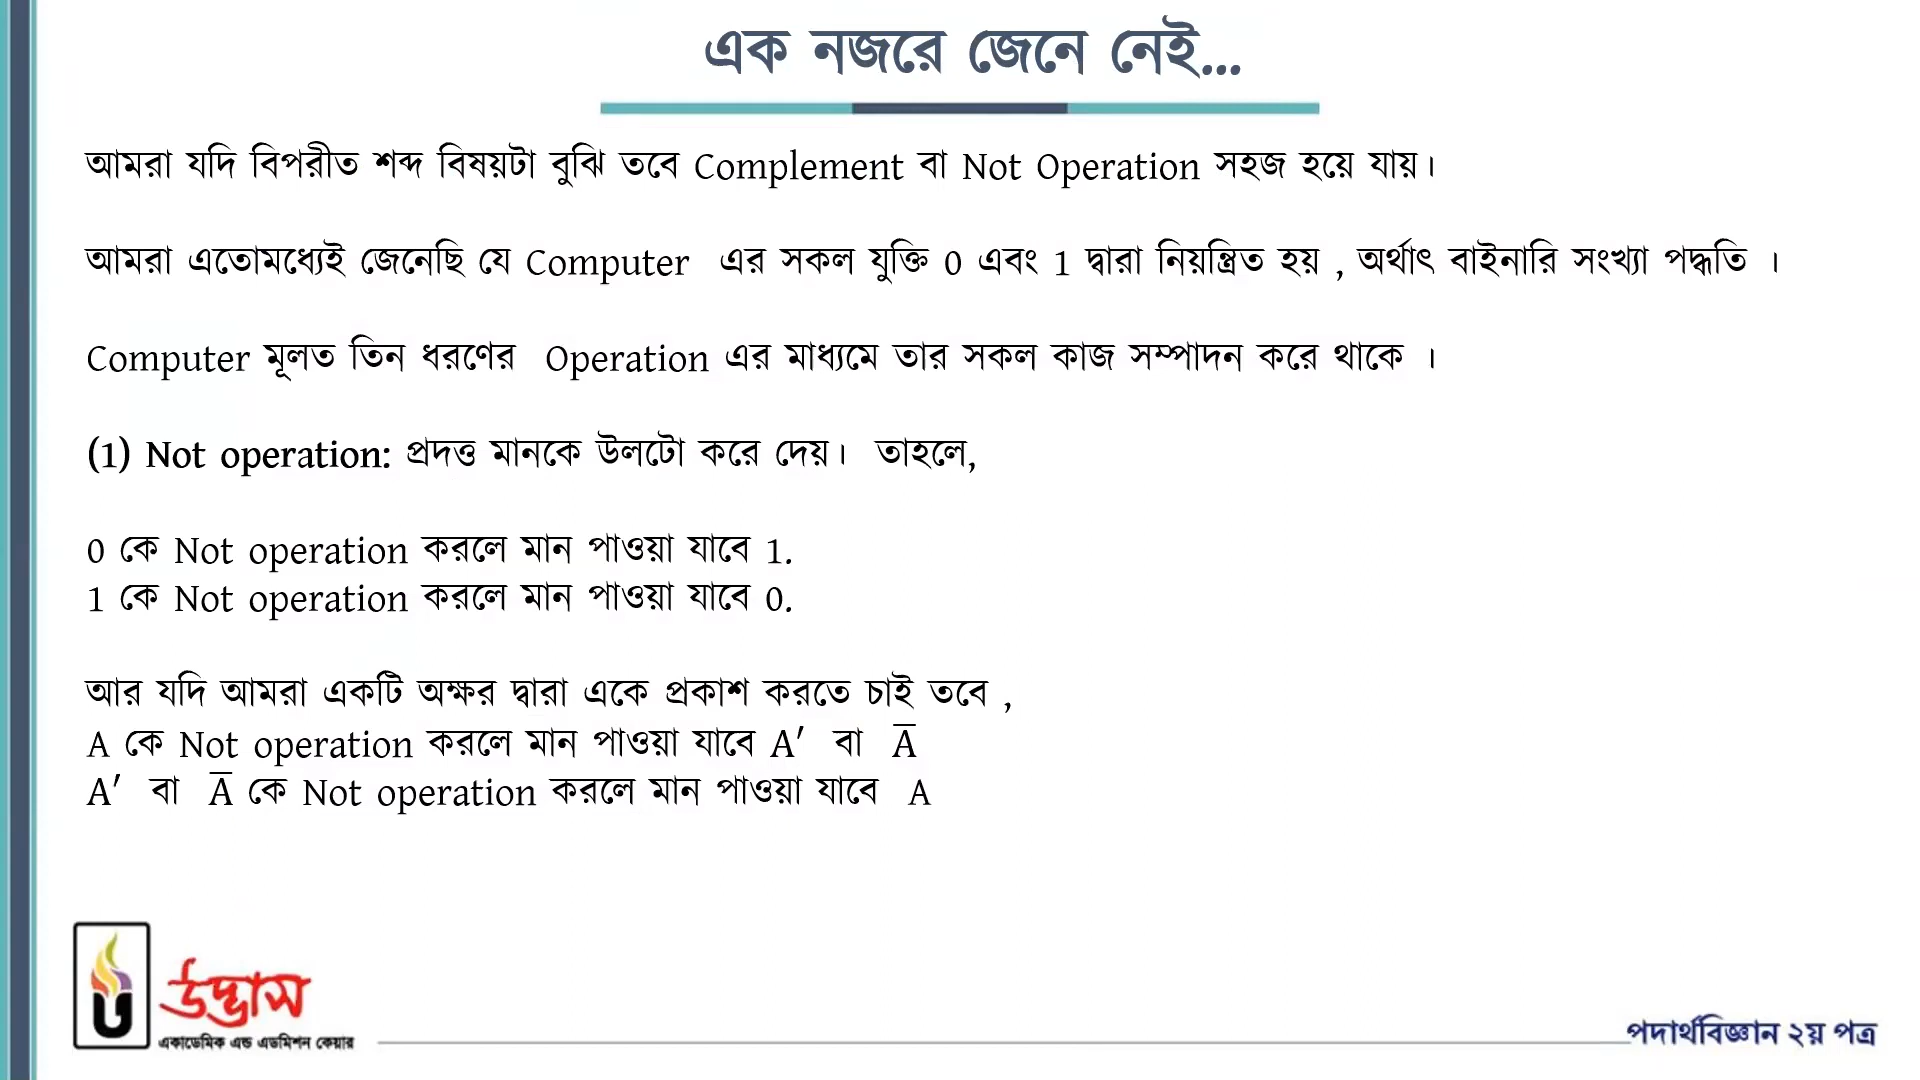 এক নজরে জেনে নেই...
আমরা যদি বিপরীত শব্দ বিষয়টা বুঝি তবে Complement বা Not Operation সহজ হয়ে যায়।
আমরা এতোমধ্যেই জেনেছি যে Computer এর সকল যুক্তি 0 এবং 1 দ্বারা নিয়ন্ত্রিত হয় , অর্থাৎ বাইনারি সংখ্যা পদ্ধতি ।
Computer মূলত তিন ধরণের Operation এর মাধ্যমে তার সকল কাজ সম্পাদন করে থাকে ।
(1) Not operation: প্রদত্ত মানকে উলটো করে দেয়। তাহলে,
0 কে Not operation করলে মান পাওয়া যাবে 1.
1 কে Not operation করলে মান পাওয়া যাবে 0.
আর যদি আমরা একটি অক্ষর দ্বারা একে প্রকাশ করতে চাই তবে ,
A কে Not operation করলে মান পাওয়া যাবে A′ বা A̅
A′ বা A̅ কে Not operation করলে মান পাওয়া যাবে A
উদ্ভাস
একাডেমিক এন্ড এডমিশন কেয়ার
পদার্থবিজ্ঞান ২য় পত্র